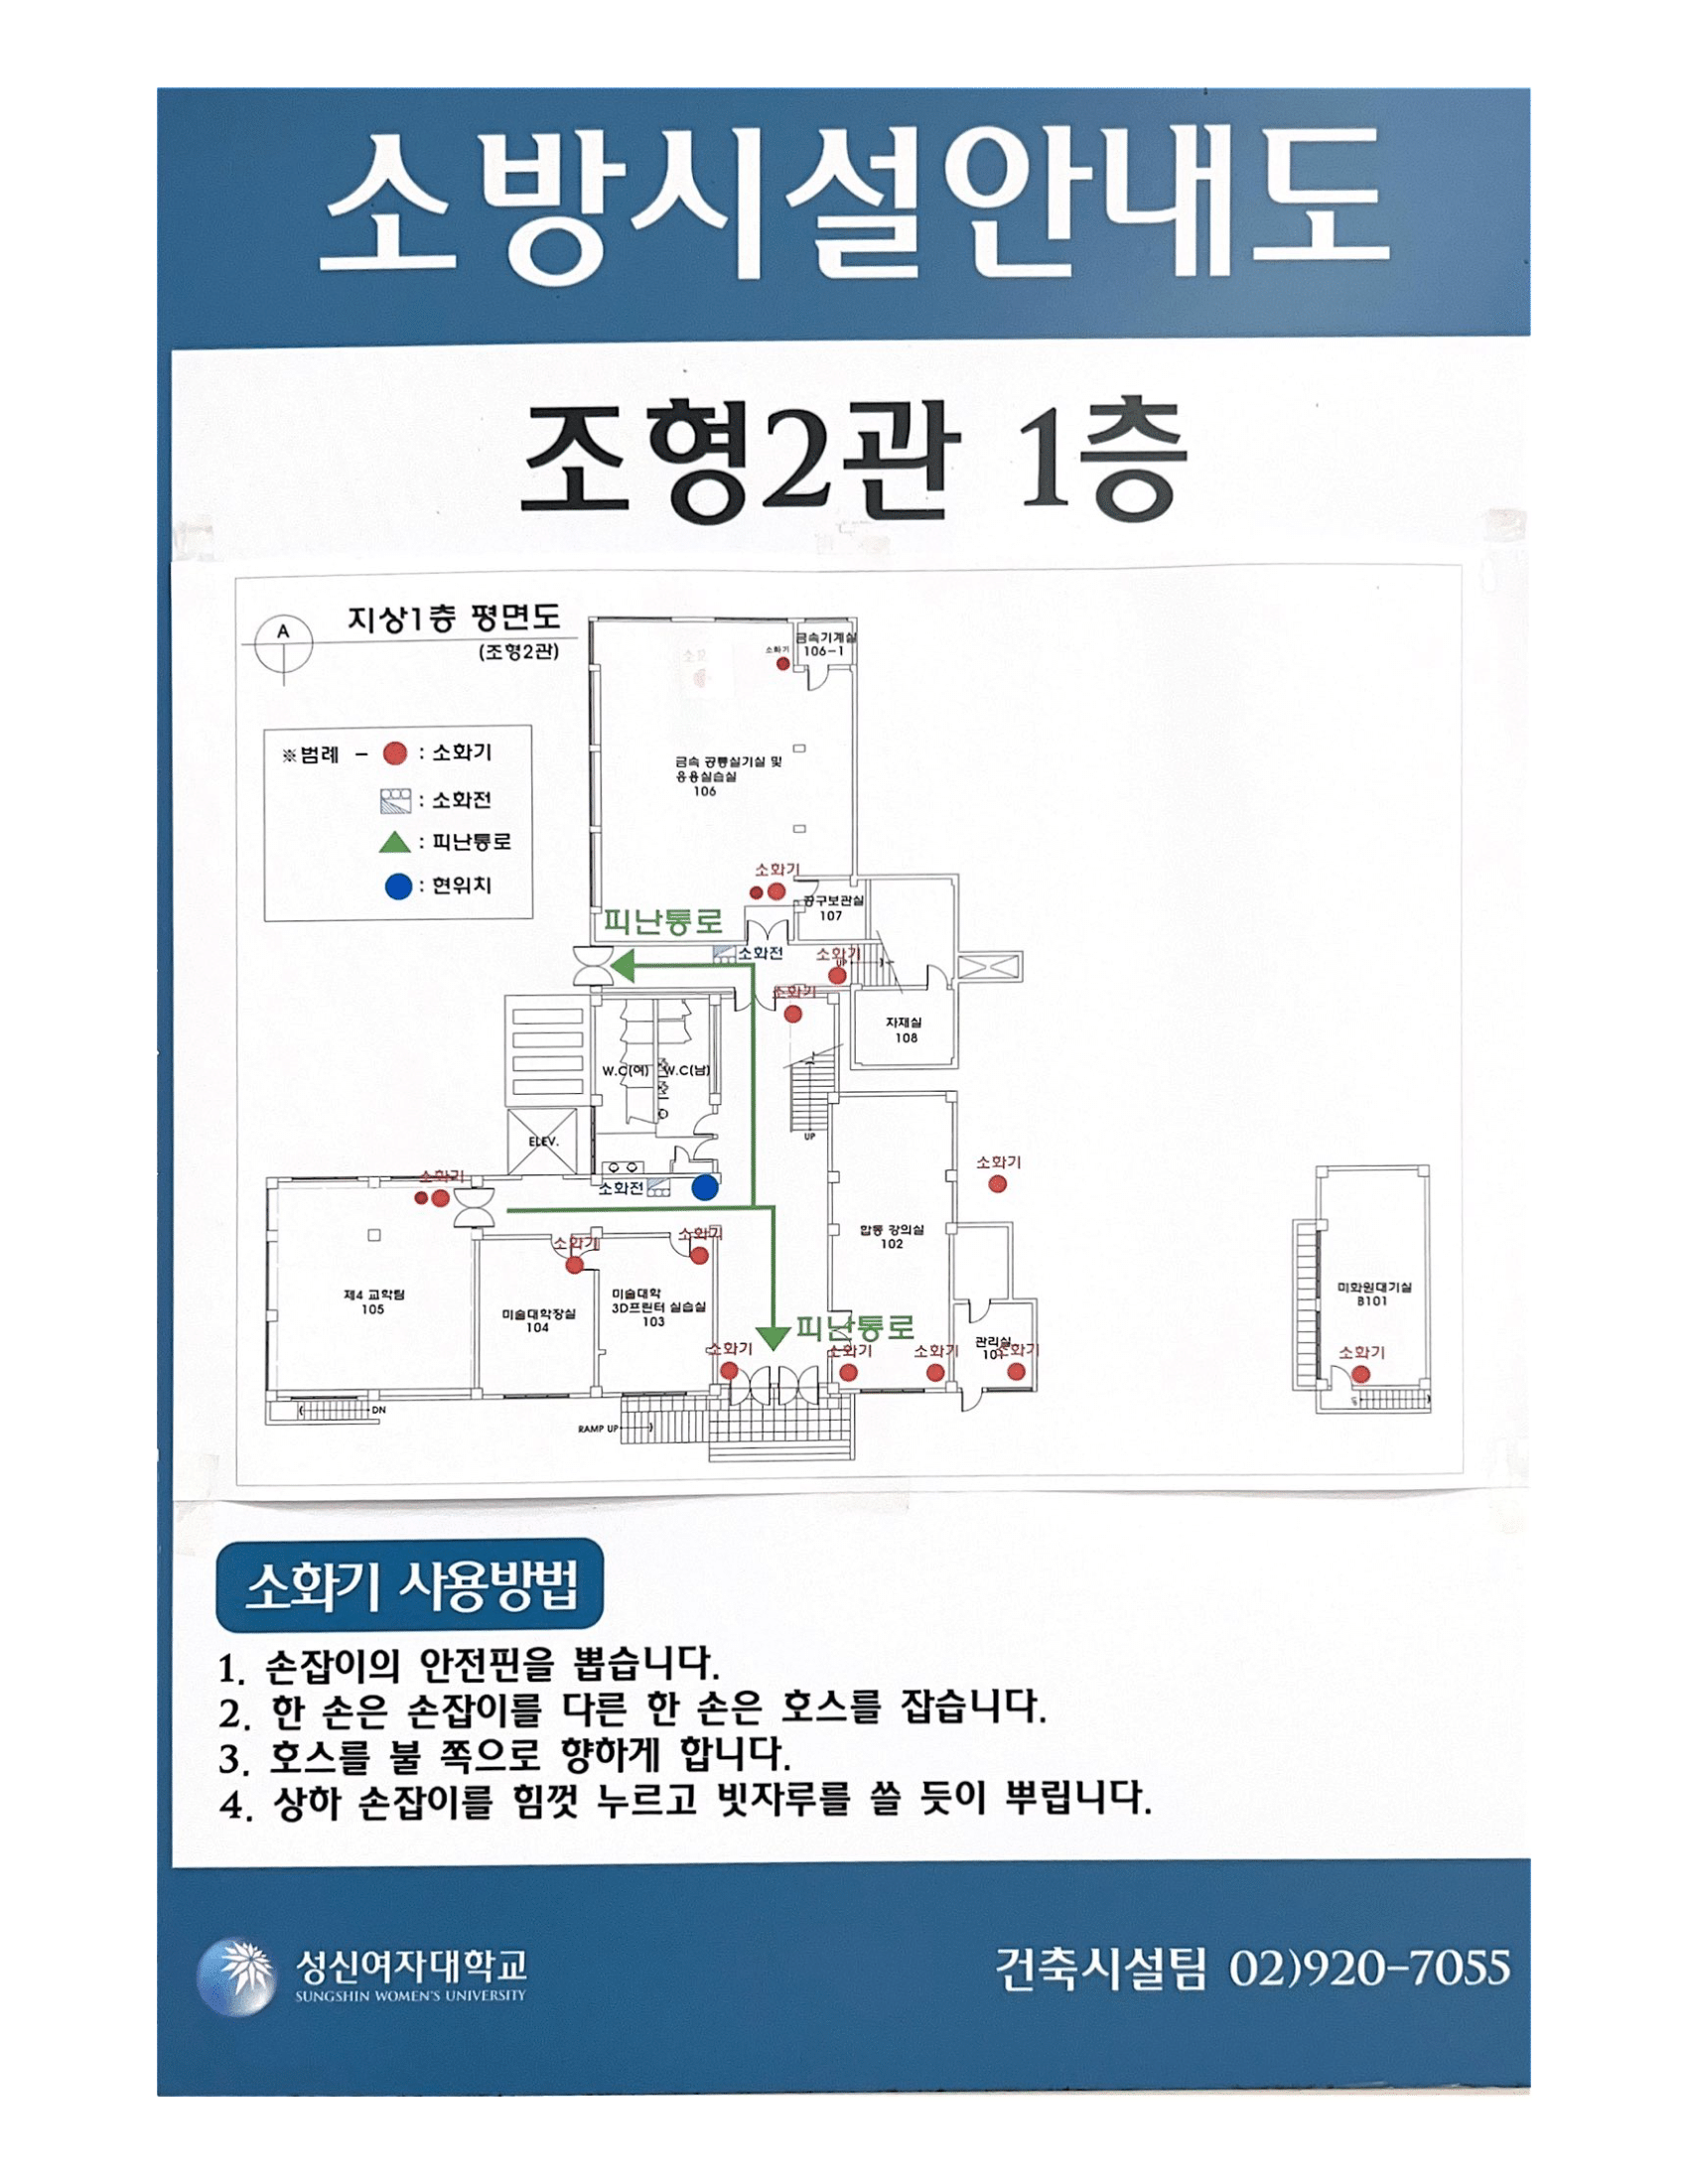 소방시설안내도
조형2관 1층
A
지상1층 평면도
(조형2관)
※범례 - : 소화기
: 소화전
: 피난통로
: 현위치
금속기계실
106-1
소화기
금속 공통실기실 및
응용실습실
106
소화기
공구보관실
107
피난통로
소화전
소화기
UP
소화기
자재실
108
W.C(여)
W.C(남)
UP
ELEV.
소화기
소화전
소화기
합동 강의실
102
소화기
소화기
제4 교학팀
105
미술대학장실
104
미술대학
3D프린터 실습실
103
미화원대기실
B101
피난통로
소화기
소화기
소화기
관리실
101
소화기
소화기
DN
RAMP UP
소화기 사용방법
1. 손잡이의 안전핀을 뽑습니다.
2. 한 손은 손잡이를 다른 한 손은 호스를 잡습니다.
3. 호스를 불 쪽으로 향하게 합니다.
4. 상하 손잡이를 힘껏 누르고 빗자루를 쓸 듯이 뿌립니다.
성신여자대학교
SUNGSHIN WOMEN'S UNIVERSITY
건축시설팀 02)920-7055